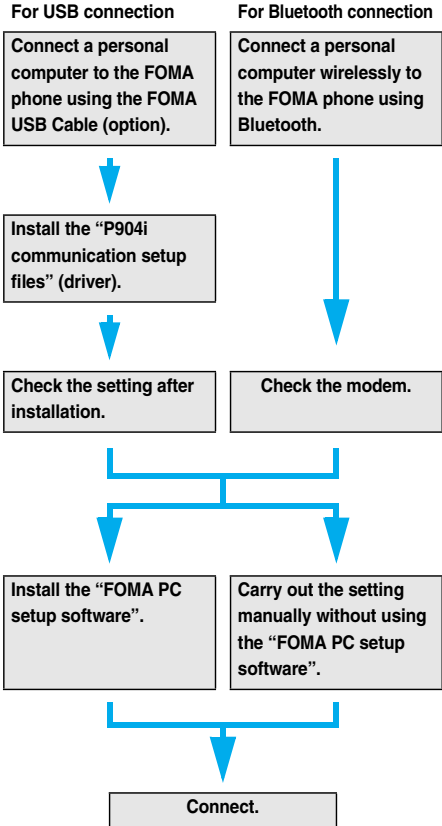 For USB connection
For Bluetooth connection
Connect a personal
computer to the FOMA
phone using the FOMA
USB Cable (option).
Connect a personal
computer wirelessly to
the FOMA phone using
Bluetooth.
Install the “P904i
communication setup
files” (driver).
Check the setting after
installation.
Check the modem.
Install the “FOMA PC
setup software”.
Carry out the setting
manually without using
the “FOMA PC setup
software”.
Connect.